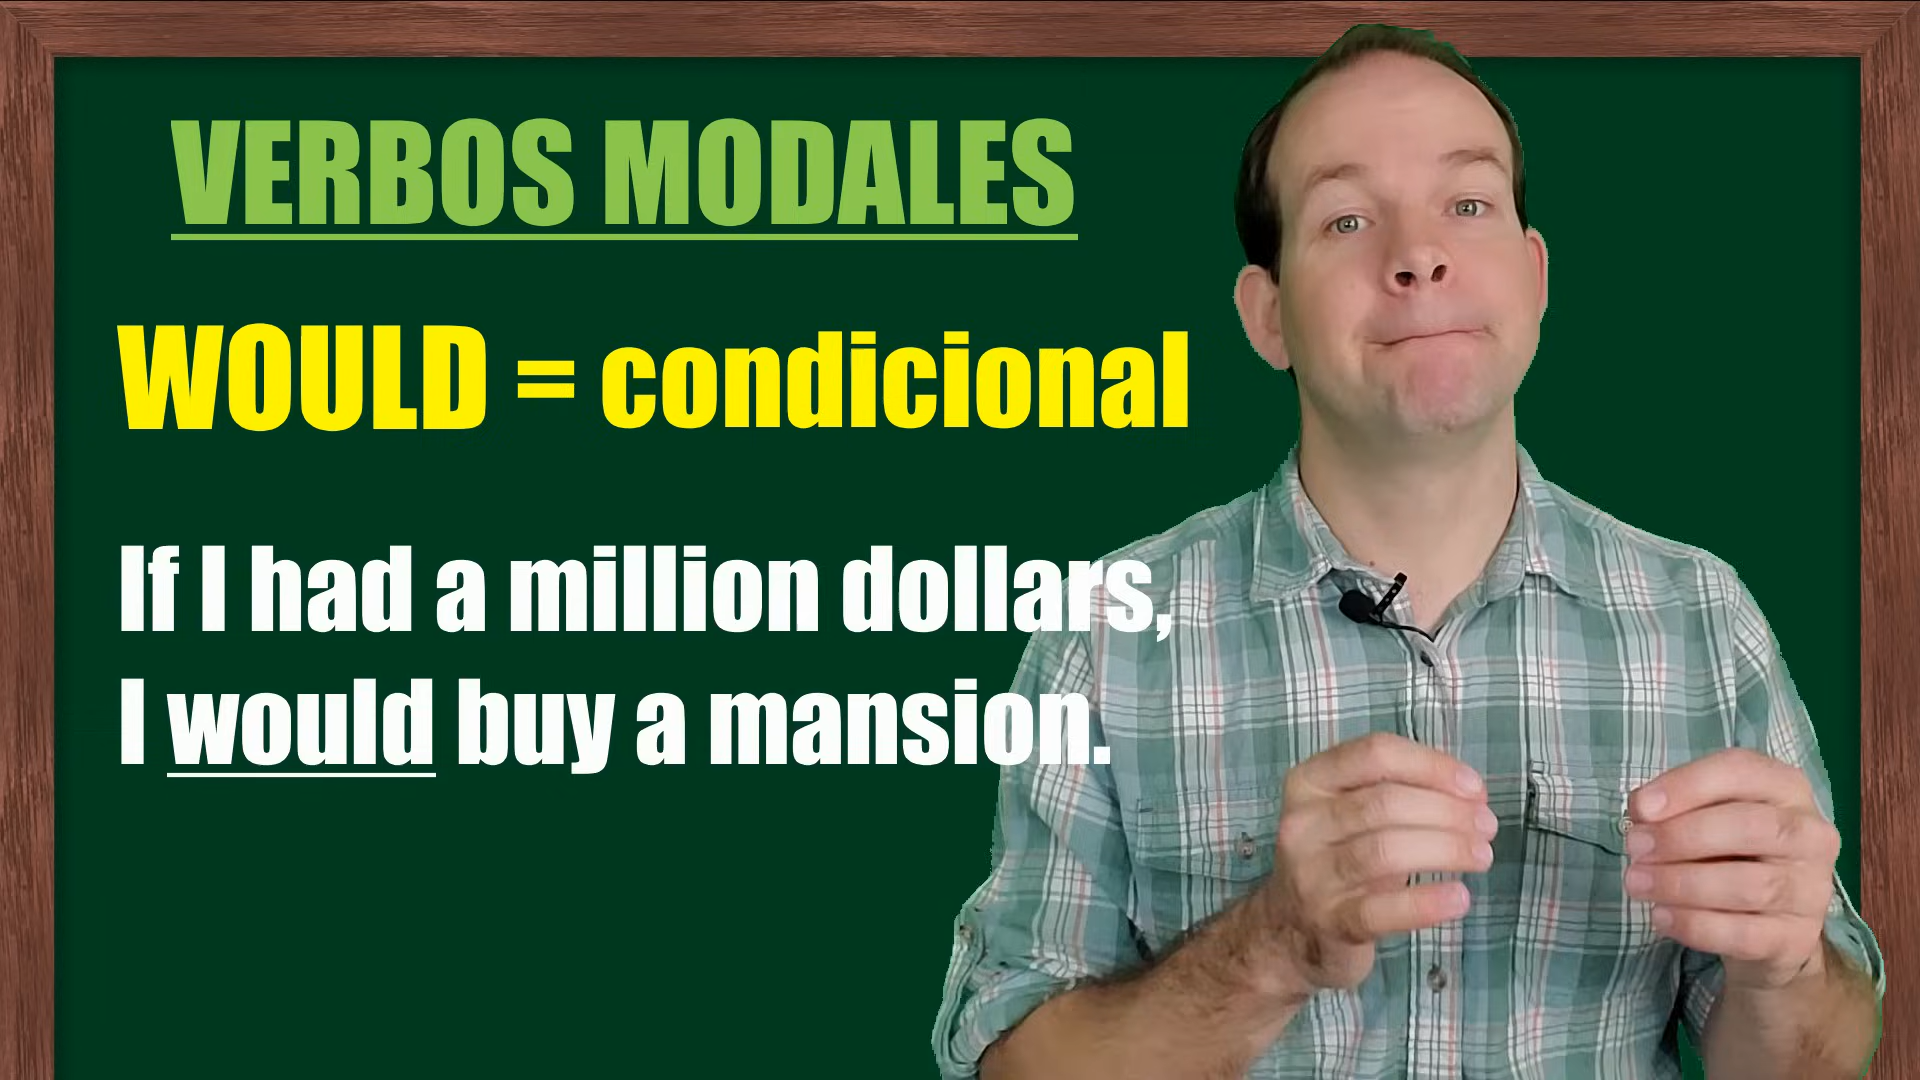 VERBOS MODALES
WOULD = condicional
If I had a million dollars,
I would buy a mansion.